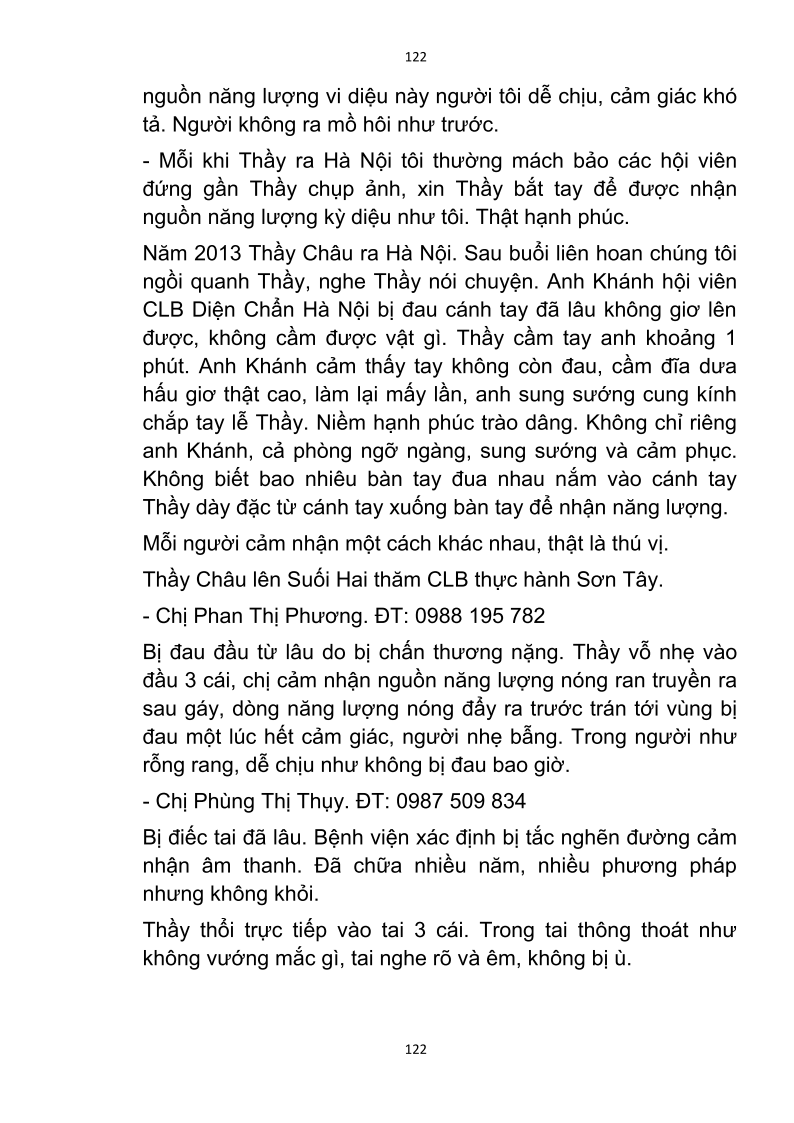 122
nguồn năng lượng vi diệu này người tôi dễ chịu, cảm giác khó
tả. Người không ra mồ hôi như trước.
- Mỗi khi Thầy ra Hà Nội tôi thường mách bảo các hội viên
đứng gần Thầy chụp ảnh, xin Thầy bắt tay để được nhận
nguồn năng lượng kỳ diệu như tôi. Thật hạnh phúc.
Năm 2013 Thầy Châu ra Hà Nội. Sau buổi liên hoan chúng tôi
ngồi quanh Thầy, nghe Thầy nói chuyện. Anh Khánh hội viên
CLB Diện Chẩn Hà Nội bị đau cánh tay đã lâu không giơ lên
được, không cầm được vật gì. Thầy cầm tay anh khoảng 1
phút. Anh Khánh cảm thấy tay không còn đau, cầm đĩa dưa
hấu giơ thật cao, làm lại mấy lần, anh sung sướng cung kính
chắp tay lễ Thầy. Niềm hạnh phúc trào dâng. Không chỉ riêng
anh Khánh, cả phòng ngỡ ngàng, sung sướng và cảm phục.
Không biết bao nhiêu bàn tay đua nhau nắm vào cánh tay
Thầy dày đặc từ cánh tay xuống bàn tay để nhận năng lượng.
Mỗi người cảm nhận một cách khác nhau, thật là thú vị.
Thầy Châu lên Suối Hai thăm CLB thực hành Sơn Tây.
- Chị Phan Thị Phương. ĐT: 0988 195 782
Bị đau đầu từ lâu do bị chấn thương nặng. Thầy vỗ nhẹ vào
đầu 3 cái, chị cảm nhận nguồn năng lượng nóng ran truyền ra
sau gáy, dòng năng lượng nóng đẩy ra trước trán tới vùng bị
đau một lúc hết cảm giác, người nhẹ bẫng. Trong người như
rỗng rang, dễ chịu như không bị đau bao giờ.
- Chị Phùng Thị Thụy. ĐT: 0987 509 834
Bị điếc tai đã lâu. Bệnh viện xác định bị tắc nghẽn đường cảm
nhận âm thanh. Đã chữa nhiều năm, nhiều phương pháp
nhưng không khỏi.
Thầy thổi trực tiếp vào tai 3 cái. Trong tai thông thoát như
không vướng mắc gì, tai nghe rõ và êm, không bị ù.
122